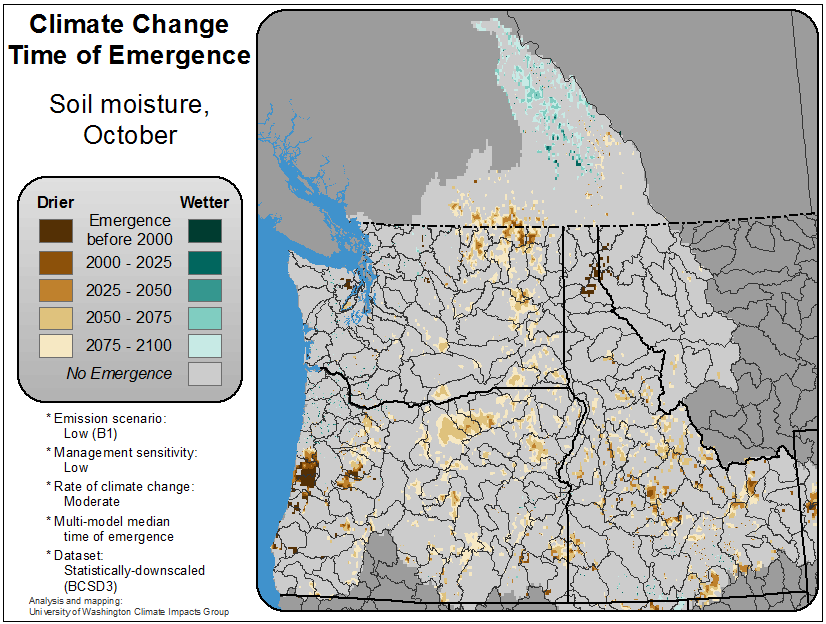 Climate Change
Time of Emergence
Soil moisture,
October
Drier Wetter
Emergence
before 2000
2000 - 2025
2025 - 2050
2050 - 2075
2075 - 2100
No Emergence
* Emission scenario:
Low (B1)
* Management sensitivity:
Low
* Rate of climate change:
Moderate
* Multi-model median
time of emergence
* Dataset:
Statistically-downscaled
(BCSD3)
Analysis and mapping:
University of Washington Climate Impacts Group